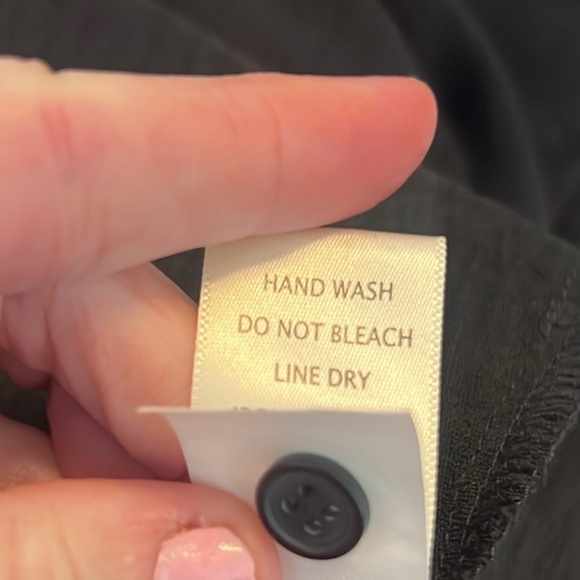 HAND WASH
DO NOT BLEACH
LINE DRY